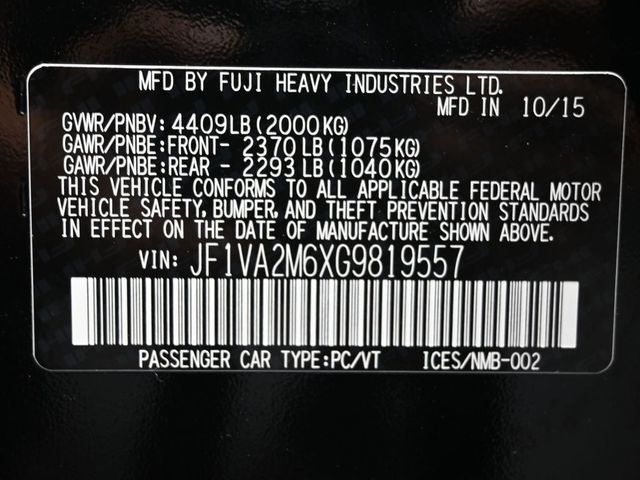 MFD BY FUJI HEAVY INDUSTRIES LTD.
MFD IN 10/15
GVWR/PNBV: 4409LB(2000KG)
GAWR/PNBE:FRONT- 2370LB(1075KG)
GAWR/PNBE:REAR - 2293LB(1040KG)
THIS VEHICLE CONFORMS TO ALL APPLICABLE FEDERAL MOTOR
VEHICLE SAFETY, BUMPER, AND THEFT PREVENTION STANDARDS
IN EFFECT ON THE DATE OF MANUFACTURE SHOWN ABOVE.
VIN: JF1VA2M6XG9819557
PASSENGER CAR TYPE:PC/VT ICES/NMB-002